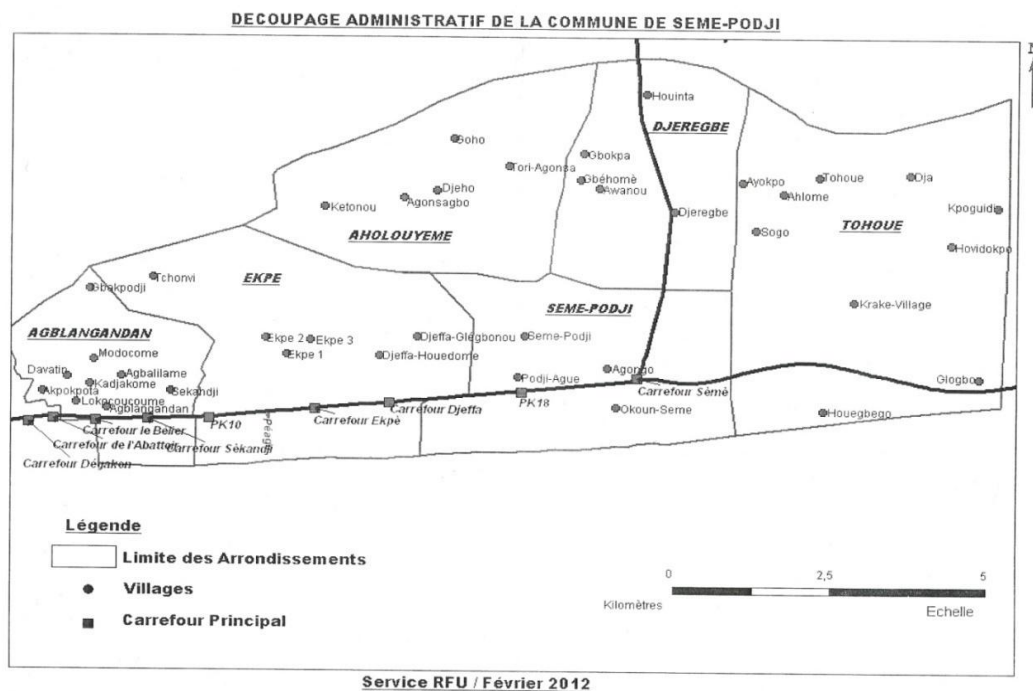 DECOUPAGE ADMINISTRATIF DE LA COMMUNE DE SEME-PODJI
N
Houinta
DJEREGBE
Soho
Gbokpa
Tori-Agonsa
Gbéhomè
Awanou
Djeho
Agonsagbo
Ketonou
Ayokpo
Tohoue
Dja
Ahlome
Kpoguidi
Djeregbe
TOHOUE
Sogo
Hovidokpo
AHOLOUYEME
Tchonvi
EKPE
Gbakpodji
Krake-Village
SEME-PODJI
AGBLANGANDAN
Ekpe 2
Ekpe 3
Djeffa-Glegbonou
Seme-Podji
Modocome
Ekpe 1
Djeffa-Houedome
Davatin
Agbalilame
Agongo
Podji-Ague
Kadjakome
Carrefour Sèmè
Glogbo
Akpokpota
Sekandji
Lokocoucoume
PK18
Agblangandan
Carrefour Djeffa
Okoun-Seme
Houegbego
Carrefour Ekpè
PK10
Péage
Carrefour le Bélier
Carrefour de l'Abattoir
Carrefour Sèkandji
Carrefour Dégakon
Légende
Limite des Arrondissements
Villages
Carrefour Principal
0 2,5 5
Kilomètres
Echelle
Service RFU / Février 2012